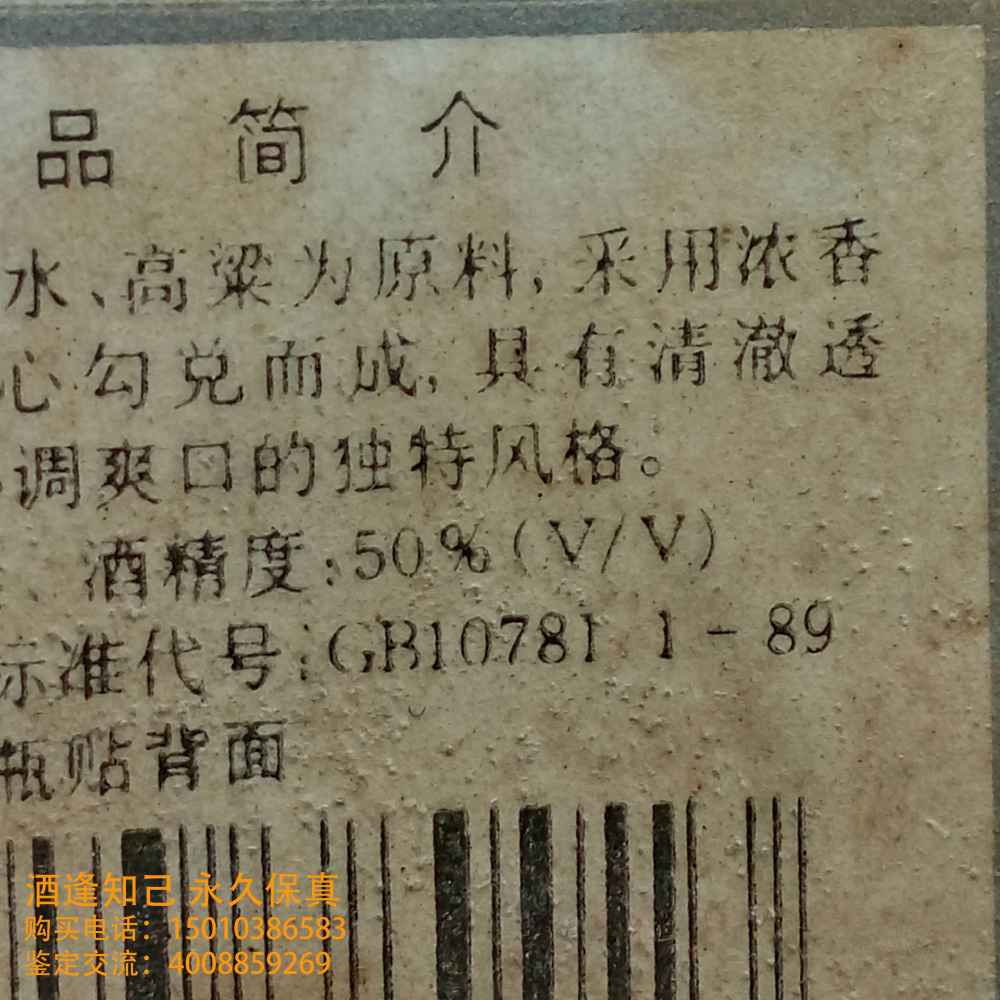 品 简 介
水、高粱为原料,采用浓香
心勾兑而成,具有清澈透
调爽口的独特风格。
酒精度:50%(V/V)
标准代号:GB10781 1-89
瓶贴背面
酒逢知己 永久保真
购买电话：15010386583
鉴定交流：4008859269